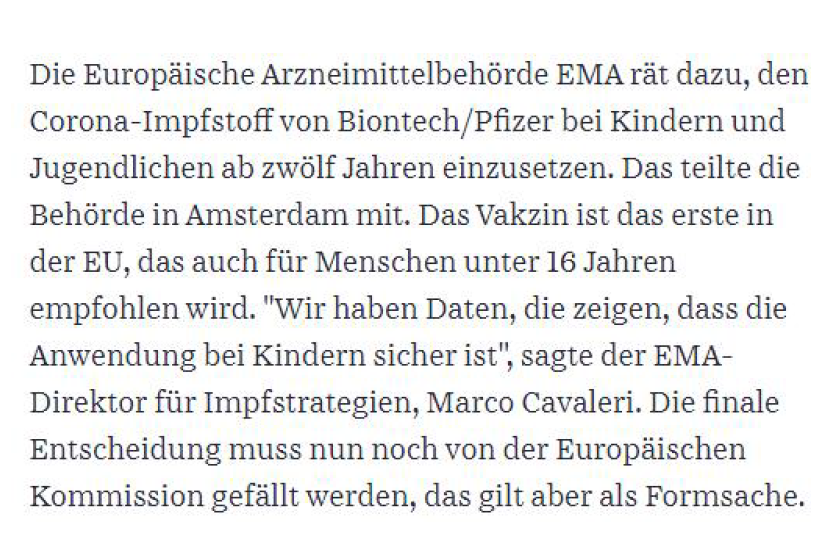 Die Europäische Arzneimittelbehörde EMA rät dazu, den
Corona-Impfstoff von Biontech/Pfizer bei Kindern und
Jugendlichen ab zwölf Jahren einzusetzen. Das teilte die
Behörde in Amsterdam mit. Das Vakzin ist das erste in
der EU, das auch für Menschen unter 16 Jahren
empfohlen wird. "Wir haben Daten, die zeigen, dass die
Anwendung bei Kindern sicher ist", sagte der EMA-
Direktor für Impfstrategien, Marco Cavaleri. Die finale
Entscheidung muss nun noch von der Europäischen
Kommission gefällt werden, das gilt aber als Formsache.